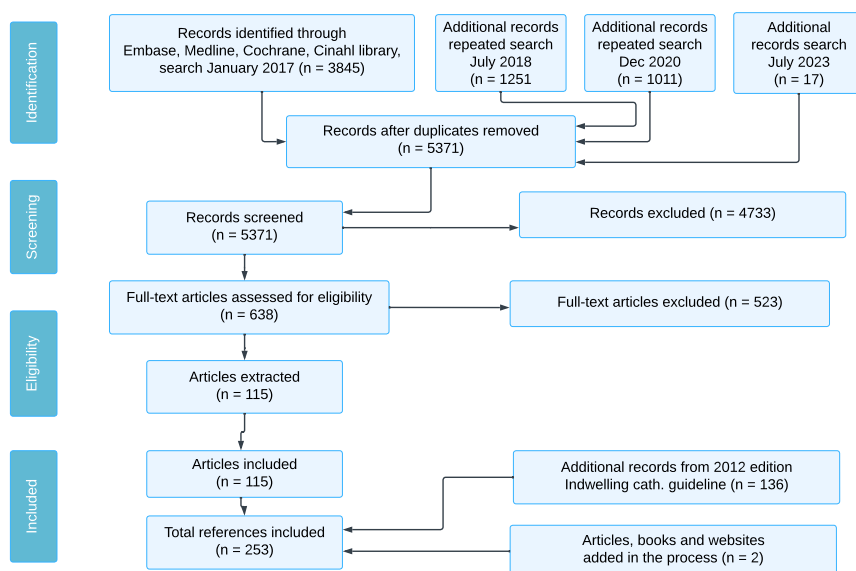 Identification
Records identified through
Embase, Medline, Cochrane, Cinahl library,
search January 2017 (n = 3845)
Additional records
repeated search
July 2018
(n = 1251
Additional records
repeated search
Dec 2020
(n = 1011)
Additional
records search
July 2023
(n = 17)
Records after duplicates removed
(n = 5371)
Screening
Records screened
(n = 5371)
Records excluded (n = 4733)
Full-text articles assessed for eligibility
(n = 638)
Full-text articles excluded (n = 523)
Eligibility
Articles extracted
(n = 115)
Included
Articles included
(n = 115)
Additional records from 2012 edition
Indwelling cath. guideline (n = 136)
Total references included
(n = 253)
Articles, books and websites
added in the process (n = 2)